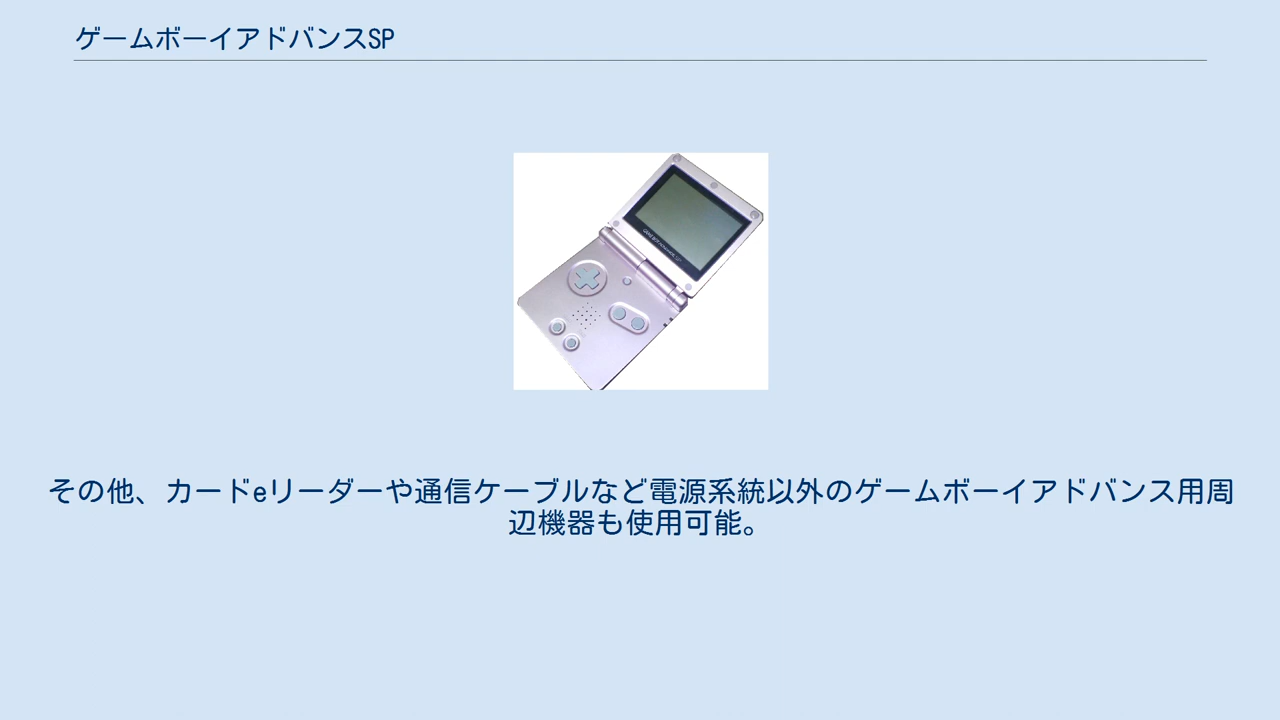 ゲームボーイアドバンスSP
その他、カードeリーダーや通信ケーブルなど電源系統以外のゲームボーイアドバンス用周
辺機器も使用可能。